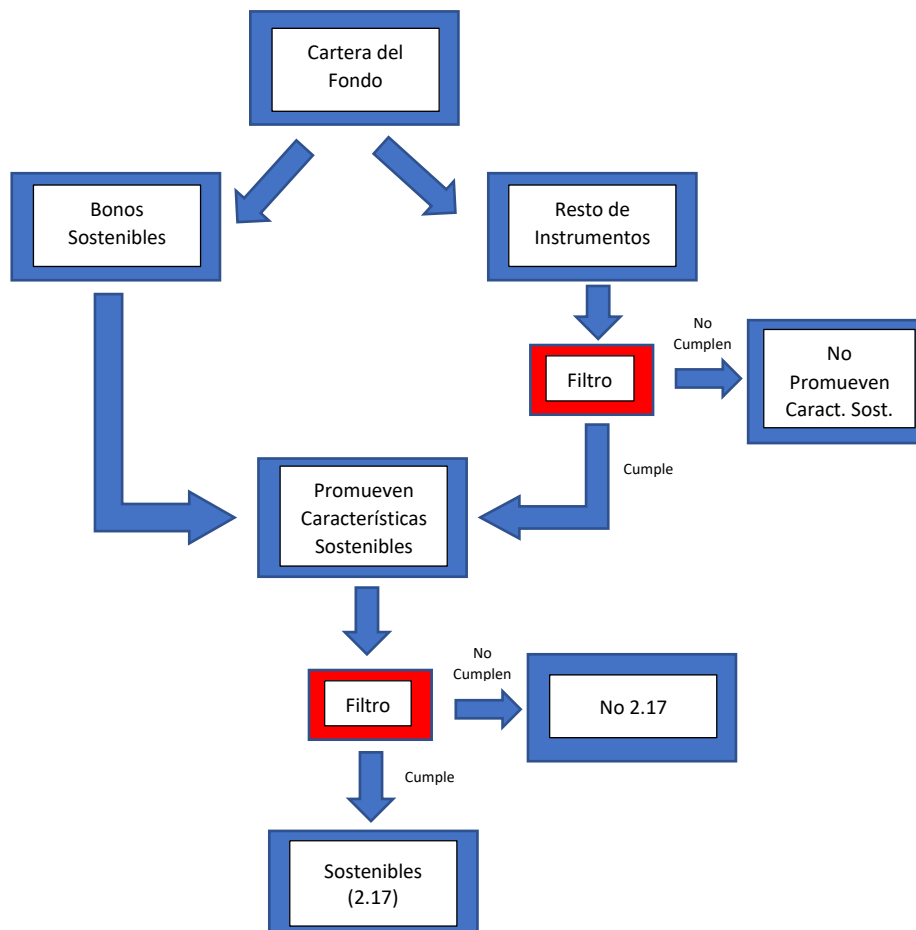 Cartera del
Fondo
Bonos
Sostenibles
Resto de
Instrumentos
No
Cumplen
Filtro
No
Promueven
Caract. Sost.
Cumple
Promueven
Características
Sostenibles
No
Cumplen
Filtro
No 2.17
Cumple
Sostenibles
(2.17)